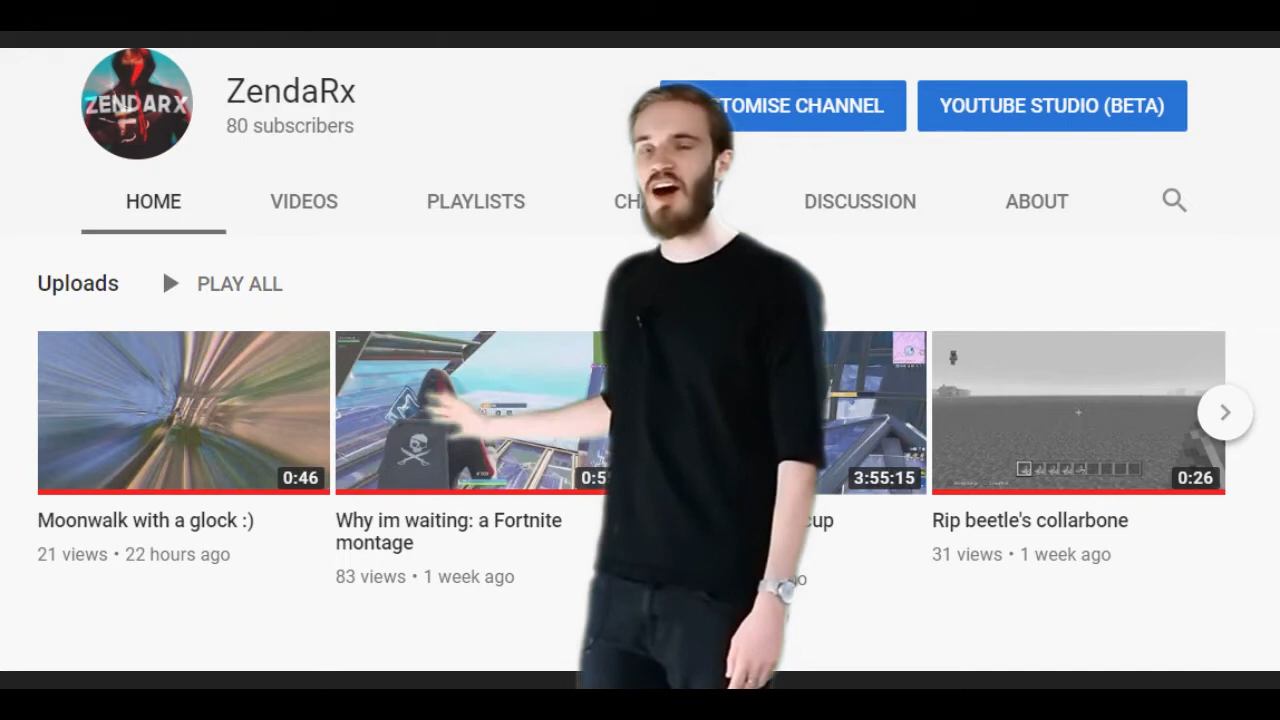 ZENDARX
ZendaRx
80 subscribers
TOMISE CHANNEL
YOUTUBE STUDIO (BETA)
HOME
VIDEOS
PLAYLISTS
CH
DISCUSSION
ABOUT
Uploads
PLAY ALL
0:46
0:5
3:55:15
0:26
Moonwalk with a glock :)
21 views • 22 hours ago
Why im waiting: a Fortnite
montage
83 views • 1 week ago
cup
o
Rip beetle's collarbone
31 views • 1 week ago